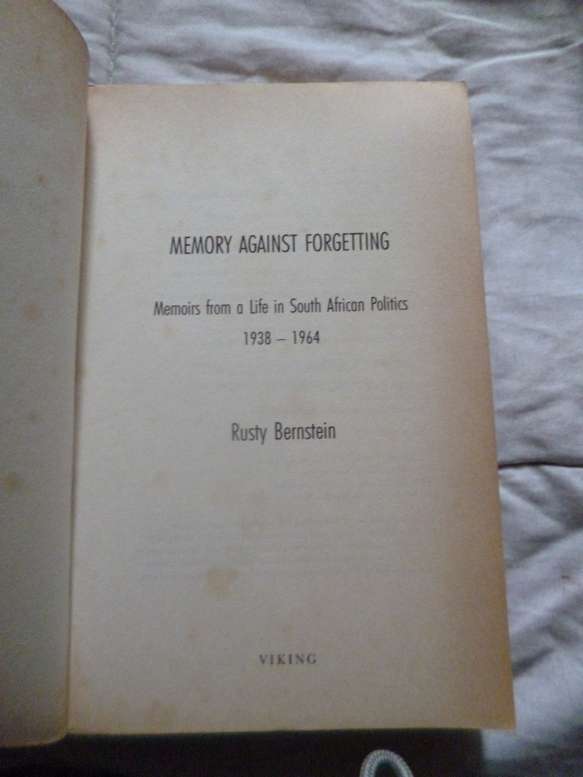 MEMORY AGAINST FORGETTING
Memoirs from a Life in South African Politics
1938 – 1964
Rusty Bernstein
VIKING